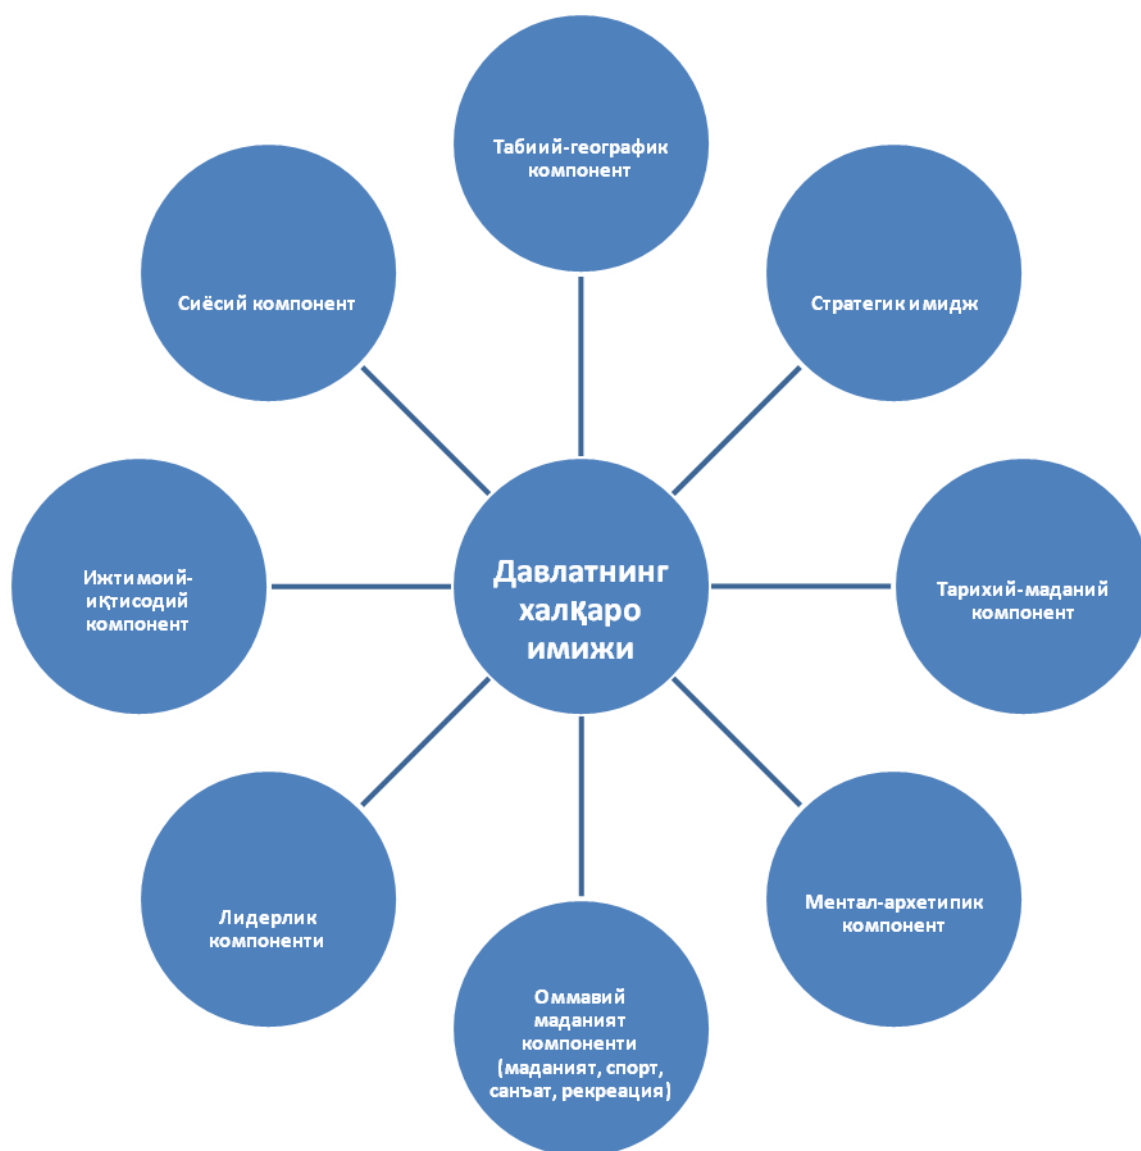 Табиий-географик
компонент
Сиёсий компонент
Стратегик имидж
Ижтимоий-
иқтисодий
компонент
Давлатнинг
халқаро
имижи
Тарихий-маданий
компонент
Лидерлик
компоненти
Ментал-архетипик
компонент
Оммавий
маданият
компоненти
(маданият, спорт,
санъат, рекреация)